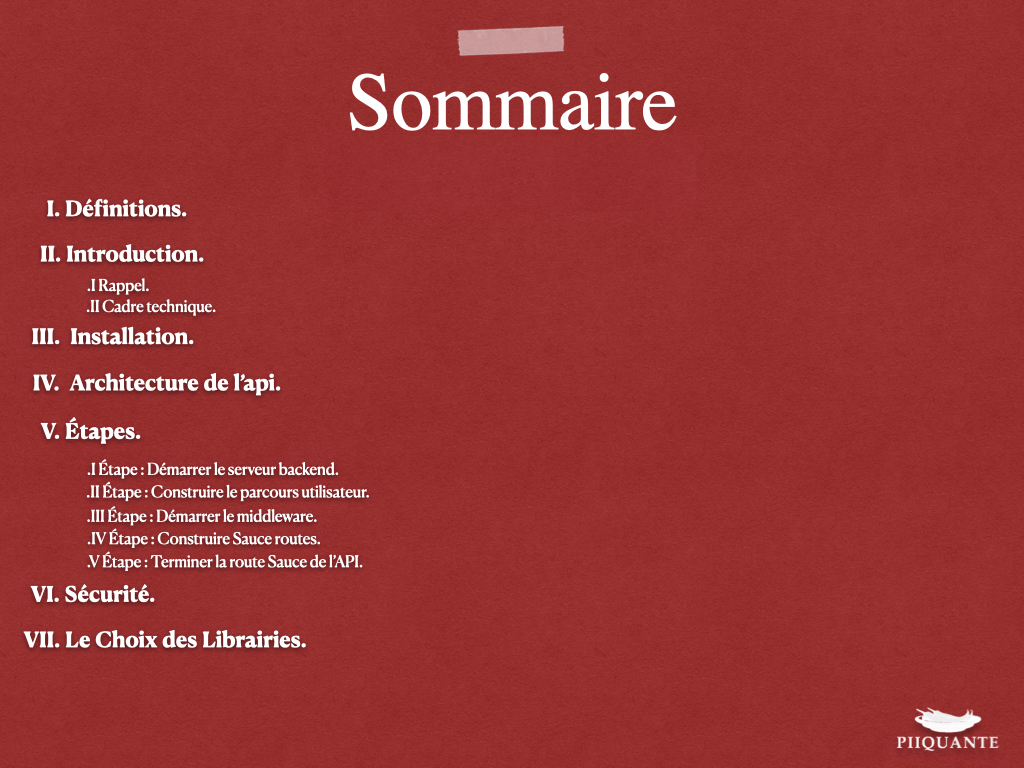 Sommaire
I. Définitions.
II. Introduction.
.I Rappel.
.II Cadre technique.
III. Installation.
IV. Architecture de l’api.
V. Étapes.
.I Étape : Démarrer le serveur backend.
.II Étape : Construire le parcours utilisateur.
.III Étape : Démarrer le middleware.
.IV Étape : Construire Sauce routes.
.V Étape : Terminer la route Sauce de l’API.
VI. Sécurité.
VII. Le Choix des Librairies.
PIIQUANTE